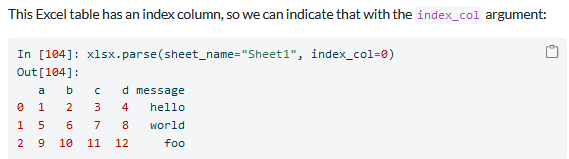 This Excel table has an index column, so we can indicate that with the index_col argument:
In [104]: xlsx.parse(sheet_name="Sheet1", index_col=0)
Out[104]:
   a   b   c   d message
0  1   2   3   4   hello
1  5   6   7   8   world
2  9  10  11  12     foo